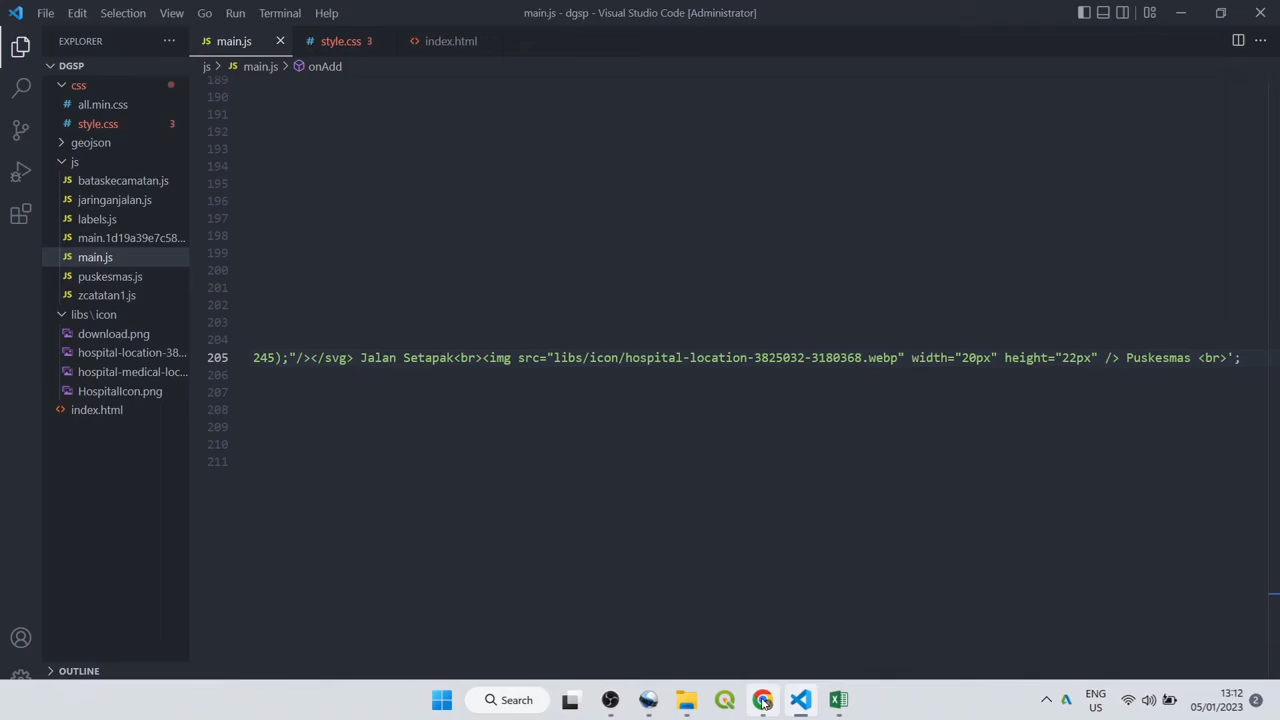 File Edit Selection View Go Run Terminal Help
main.js - dgsp - Visual Studio Code [Administrator]
EXPLORER
main.js
style.css 3
index.html
DGSP
js > main.js > onAdd
css
all.min.css
style.css 3
geojson
js
bataskecamatan.js
jaringanjalan.js
labels.js
main.1d19a39e7c58...
main.js
puskesmas.js
zcatatan1.js
libs\icon
download.png
hospital-location-38...
hospital-medical-loc...
HospitalIcon.png
index.html
OUTLINE
189
190
191
192
193
194
195
196
197
198
199
200
201
202
203
204
205 245);"/></svg> Jalan Setapak<br><img src="libs/icon/hospital-location-3825032-3180368.webp" width="20px" height="22px" /> Puskesmas <br>';
206
207
208
209
210
211
Search
ENG
US
13:12
05/01/2023
2